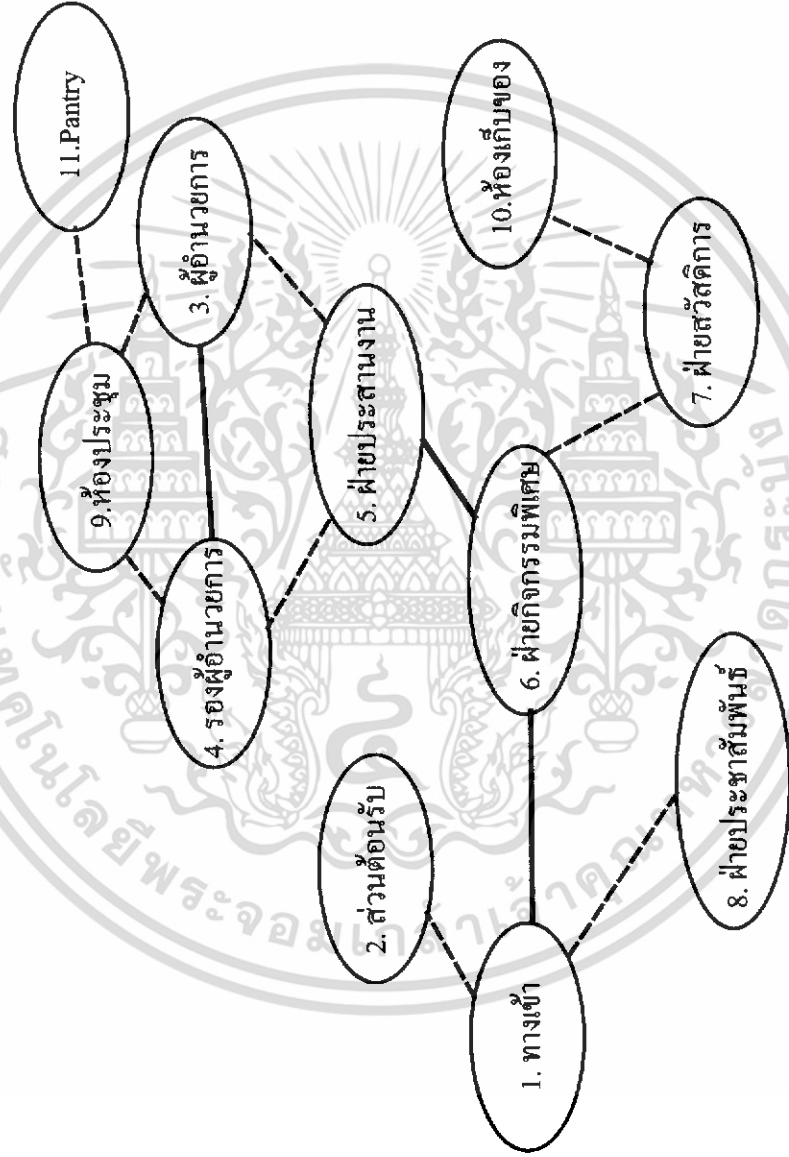 1. ทางเข้า
2. ส่วนต้อนรับ
3. ผู้อำนวยการ
4. รองผู้อำนวยการ
5. ฝ่ายประสานงาน
6. ฝ่ายกิจกรรมพิเศษ
7. ฝ่ายสวัสดิการ
8. ฝ่ายประชาสัมพันธ์
9.ห้องประชุม
10.ห้องเก็บของ
11.Pantry